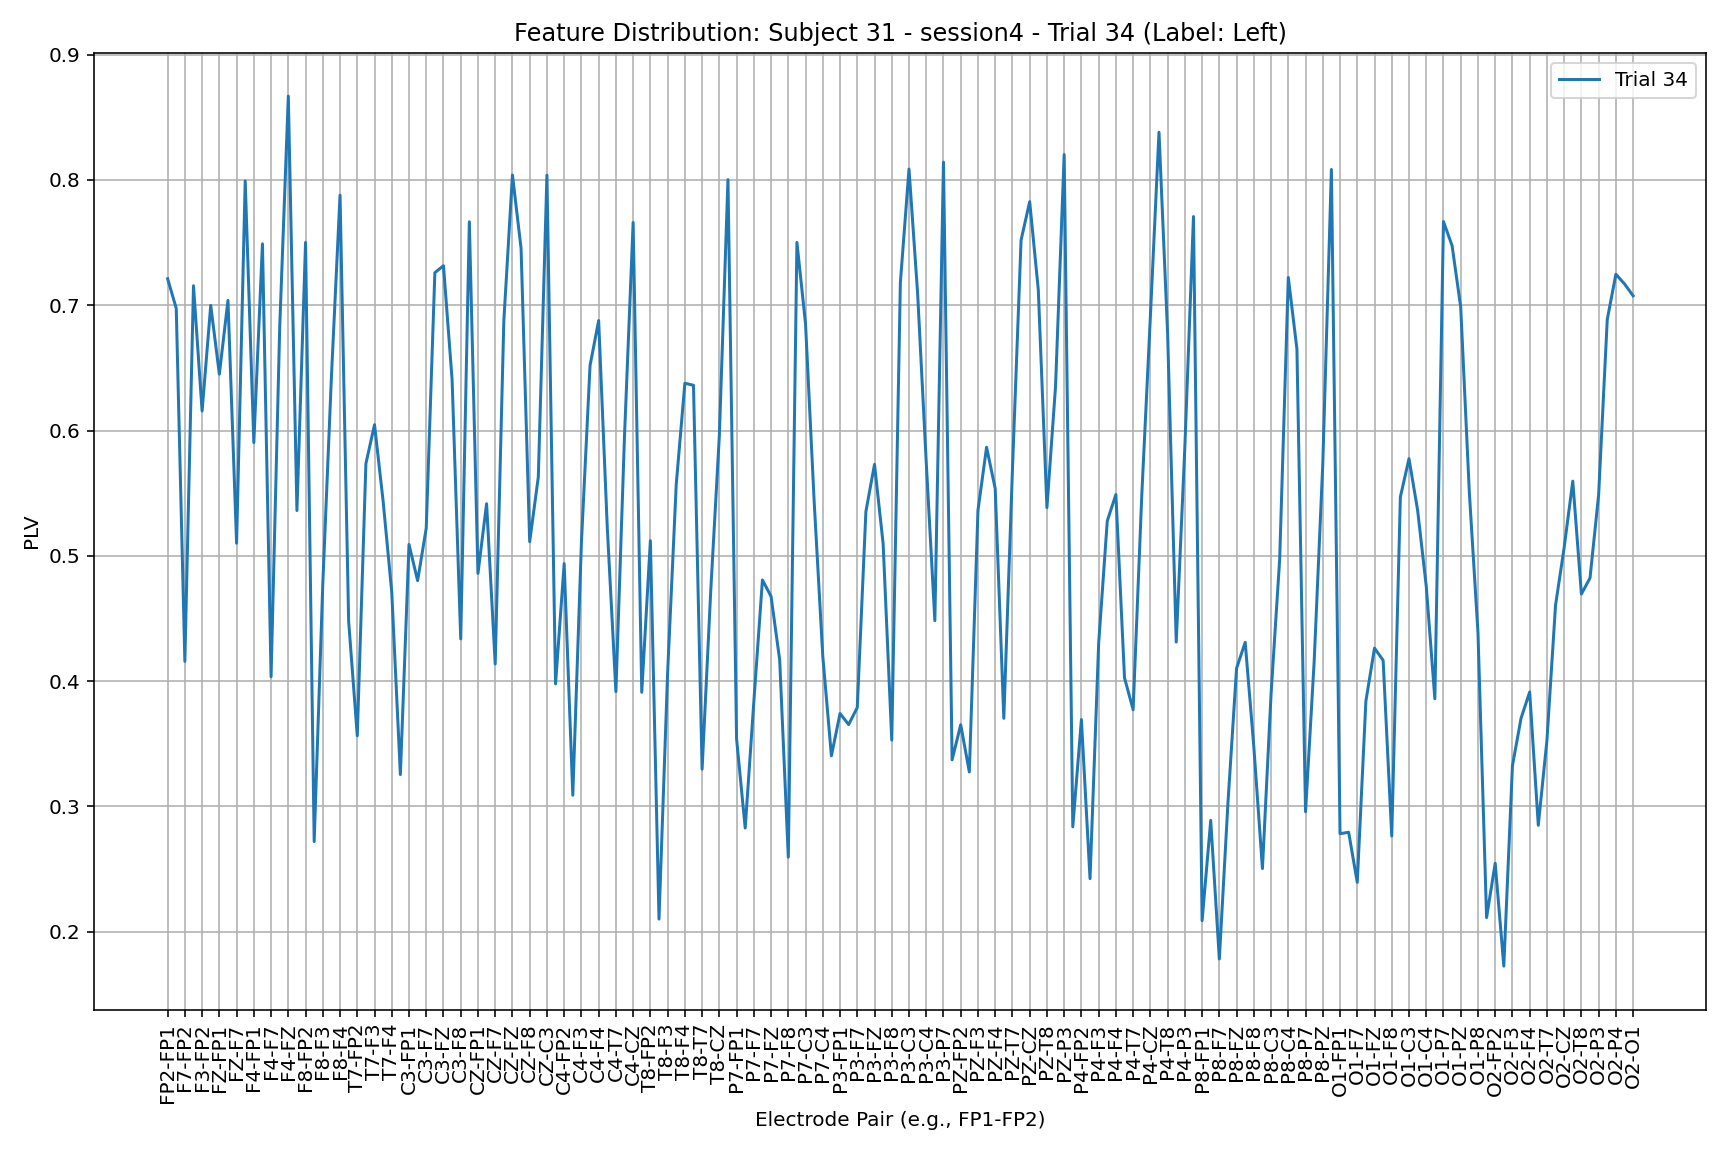 Feature Distribution: Subject 31 - session4 - Trial 34 (Label: Left)
Trial 34
PLV
0.9
0.8
0.7
0.6
0.5
0.4
0.3
0.2
FP2-FP1
F7-FP2
F3-FP2
FZ-FP1
FZ-F7
F4-FP1
F4-F7
F4-FZ
F8-FP2
F8-F3
F8-F4
T7-FP2
T7-F3
T7-F4
C3-FP1
C3-F7
C3-FZ
C3-F8
CZ-FP1
CZ-F7
CZ-FZ
CZ-F8
CZ-C3
C4-FP2
C4-F3
C4-F4
C4-T7
C4-CZ
T8-FP2
T8-F3
T8-F4
T8-T7
T8-CZ
P7-FP1
P7-F7
P7-FZ
P7-F8
P7-C3
P7-C4
P3-FP1
P3-F7
P3-FZ
P3-F8
P3-C3
P3-C4
P3-P7
PZ-FP2
PZ-F3
PZ-F4
PZ-T7
PZ-CZ
PZ-T8
PZ-P3
P4-FP2
P4-F3
P4-F4
P4-T7
P4-CZ
P4-T8
P4-P3
P8-FP1
P8-F7
P8-FZ
P8-F8
P8-C3
P8-C4
P8-P7
P8-PZ
O1-FP1
O1-F7
O1-FZ
O1-F8
O1-C3
O1-C4
O1-P7
O1-PZ
O1-P8
O2-FP2
O2-F3
O2-F4
O2-T7
O2-CZ
O2-T8
O2-P3
O2-P4
O2-O1
Electrode Pair (e.g., FP1-FP2)